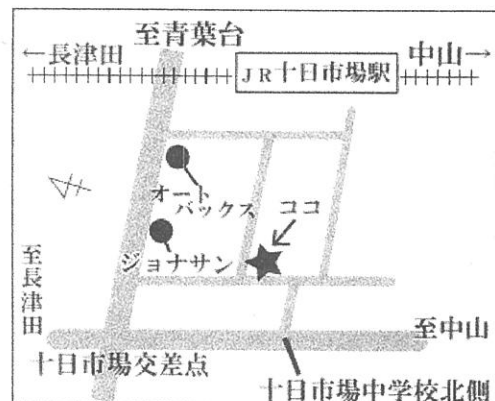 至青葉台
←長津田
中山→
JR十日市場駅
オート
バックス
ココ
ジョナサン
至長津田
至中山
十日市場交差点
十日市場中学校北側